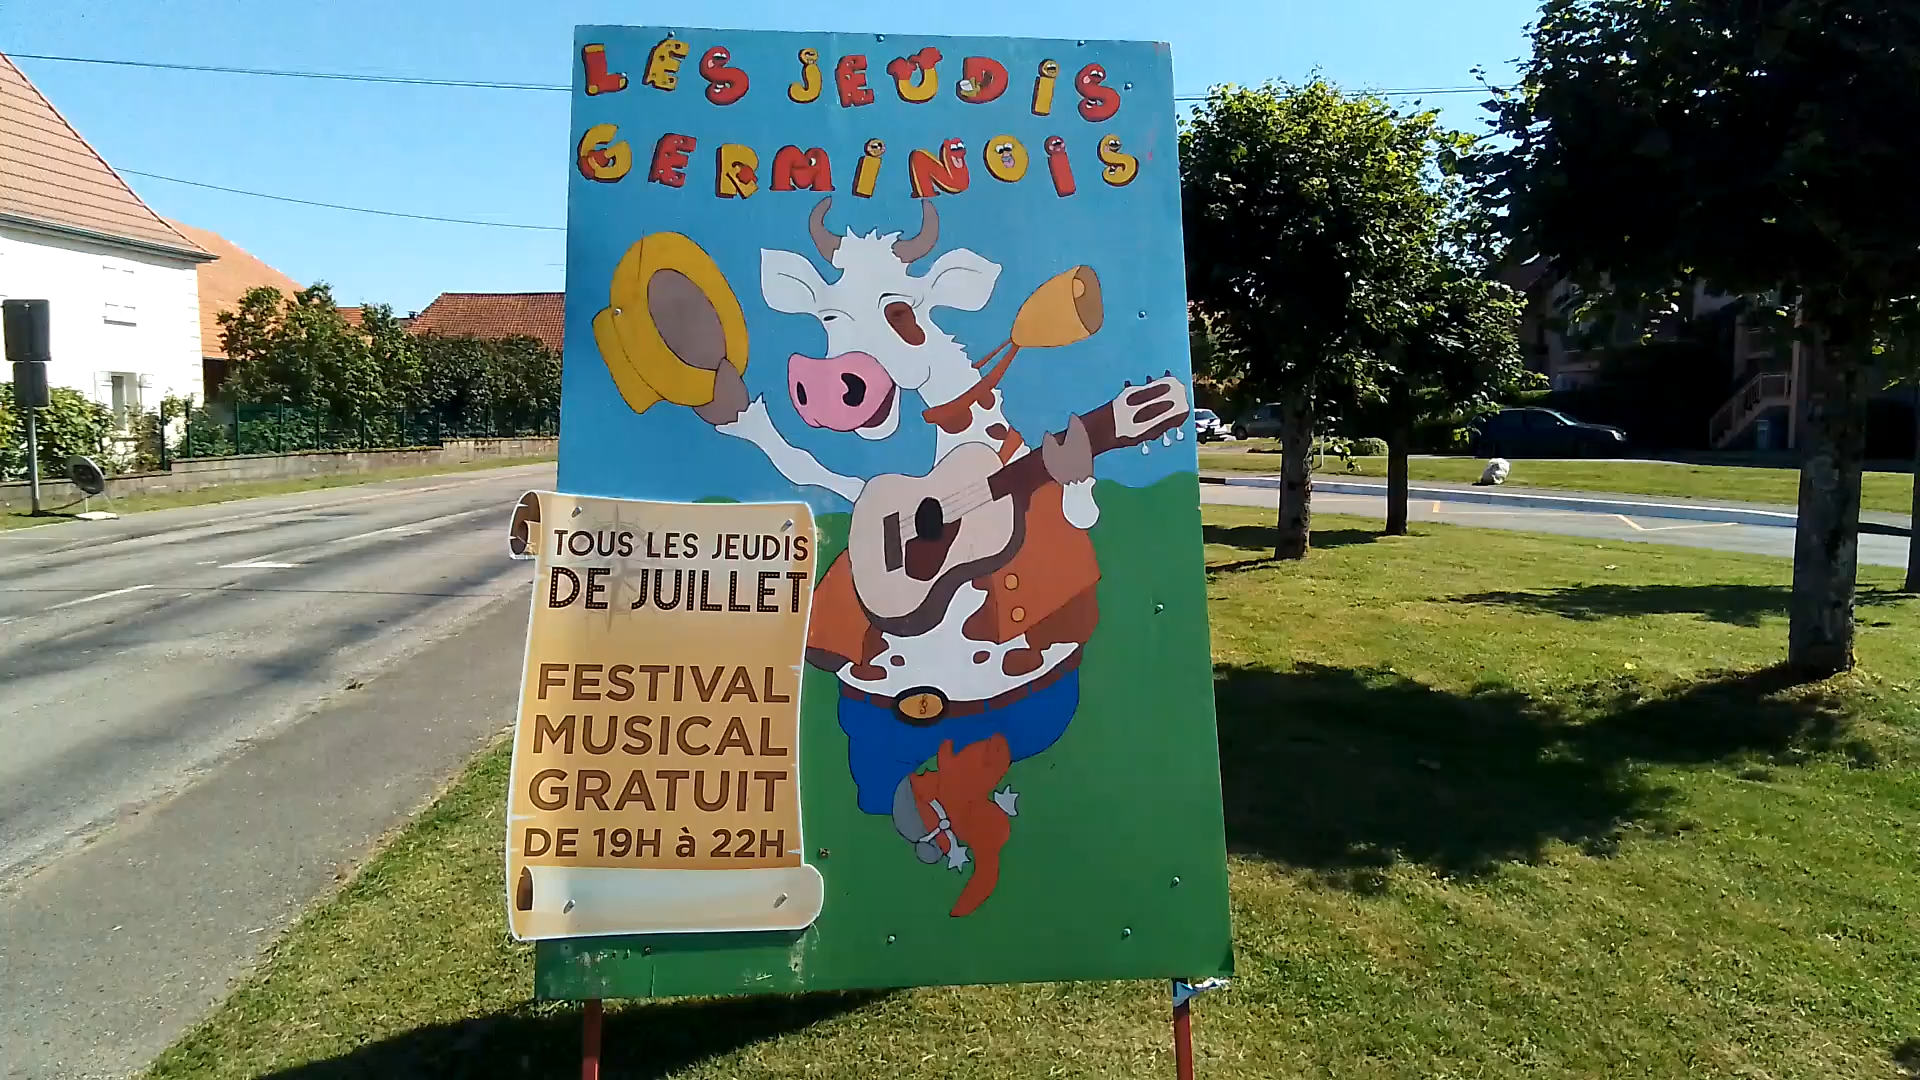 LES JEUDIS
GERMINOIS
TOUS LES JEUDIS
DE JUILLET
FESTIVAL
MUSICAL
GRATUIT
DE 19H à 22H